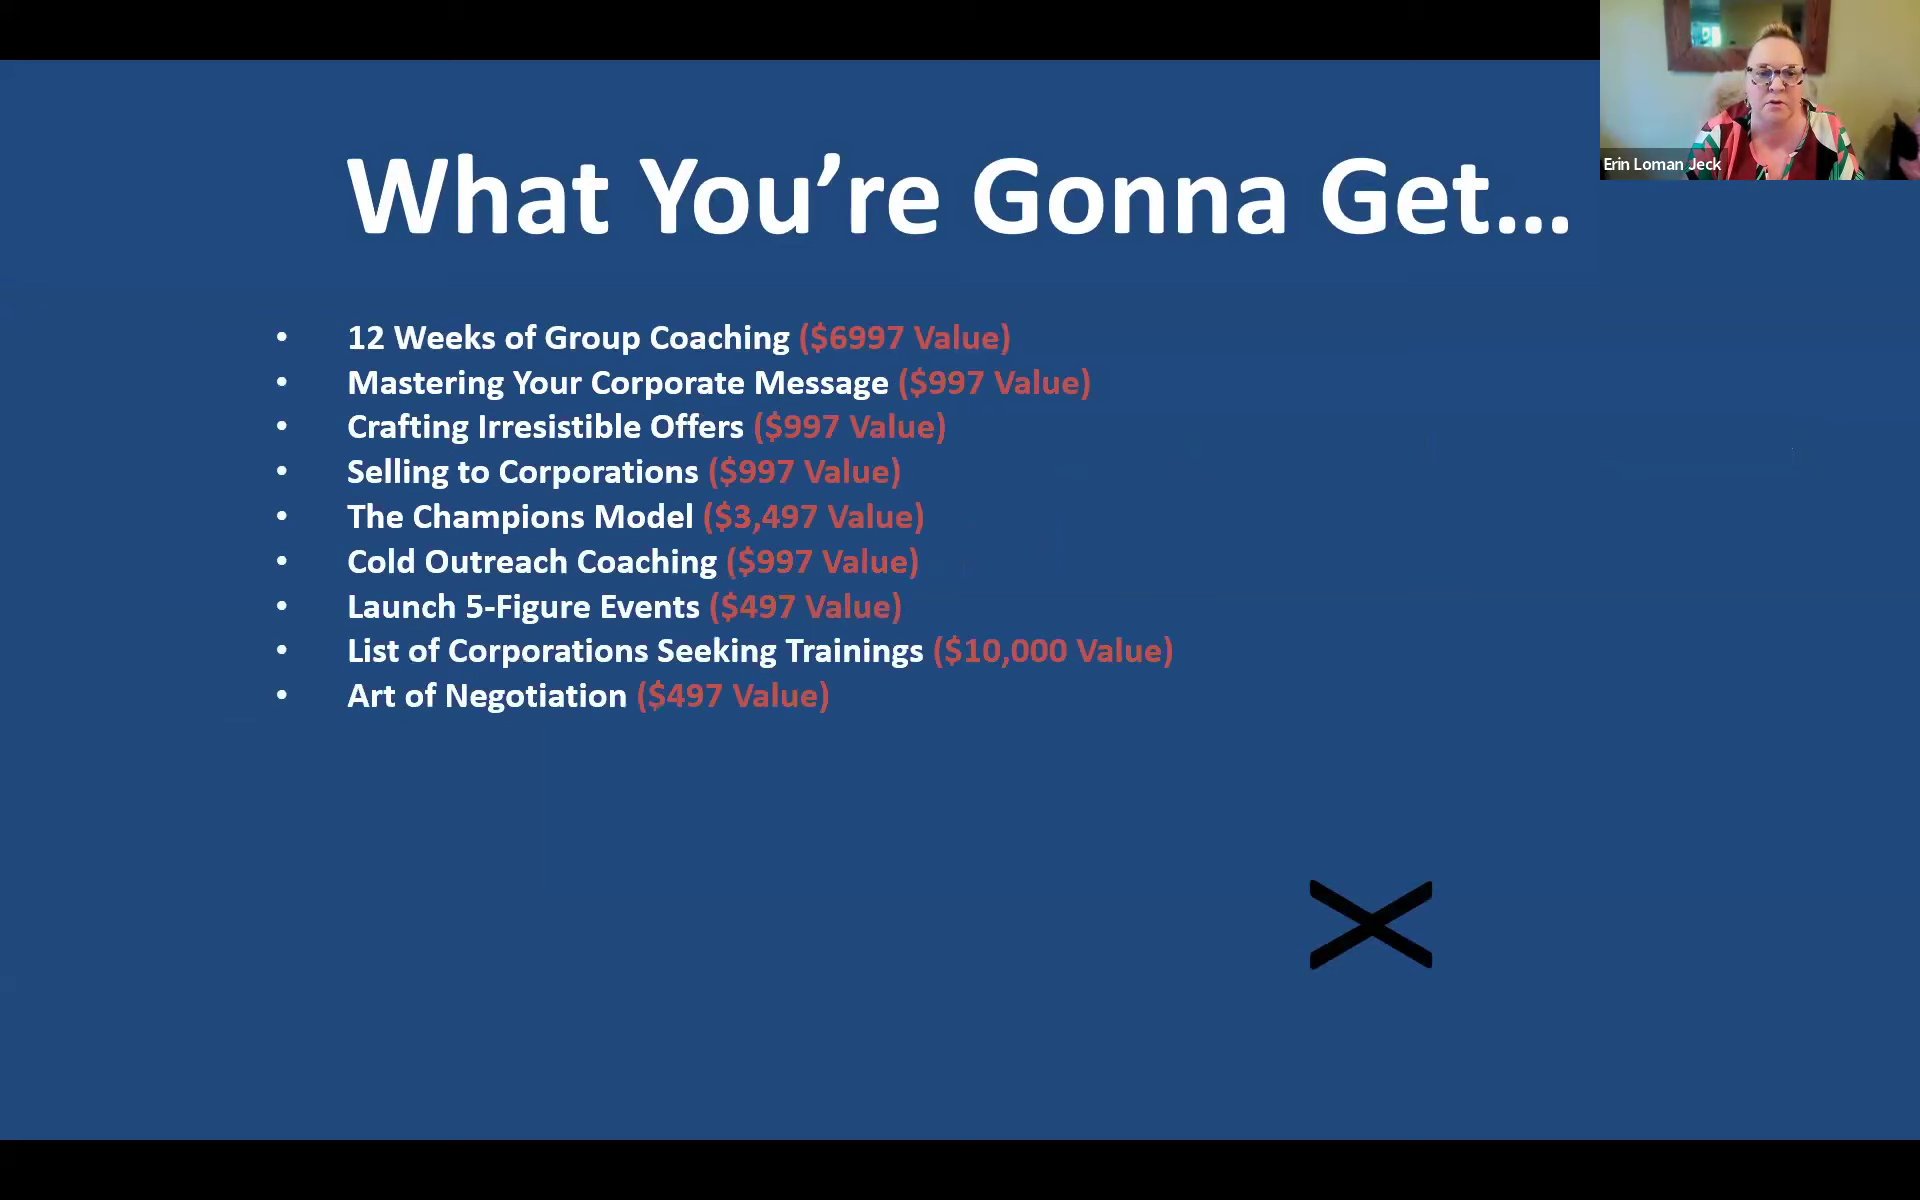 Erin Loman Jeck
What You’re Gonna Get...
• 12 Weeks of Group Coaching ($6997 Value)
• Mastering Your Corporate Message ($997 Value)
• Crafting Irresistible Offers ($997 Value)
• Selling to Corporations ($997 Value)
• The Champions Model ($3,497 Value)
• Cold Outreach Coaching ($997 Value)
• Launch 5-Figure Events ($497 Value)
• List of Corporations Seeking Trainings ($10,000 Value)
• Art of Negotiation ($497 Value)